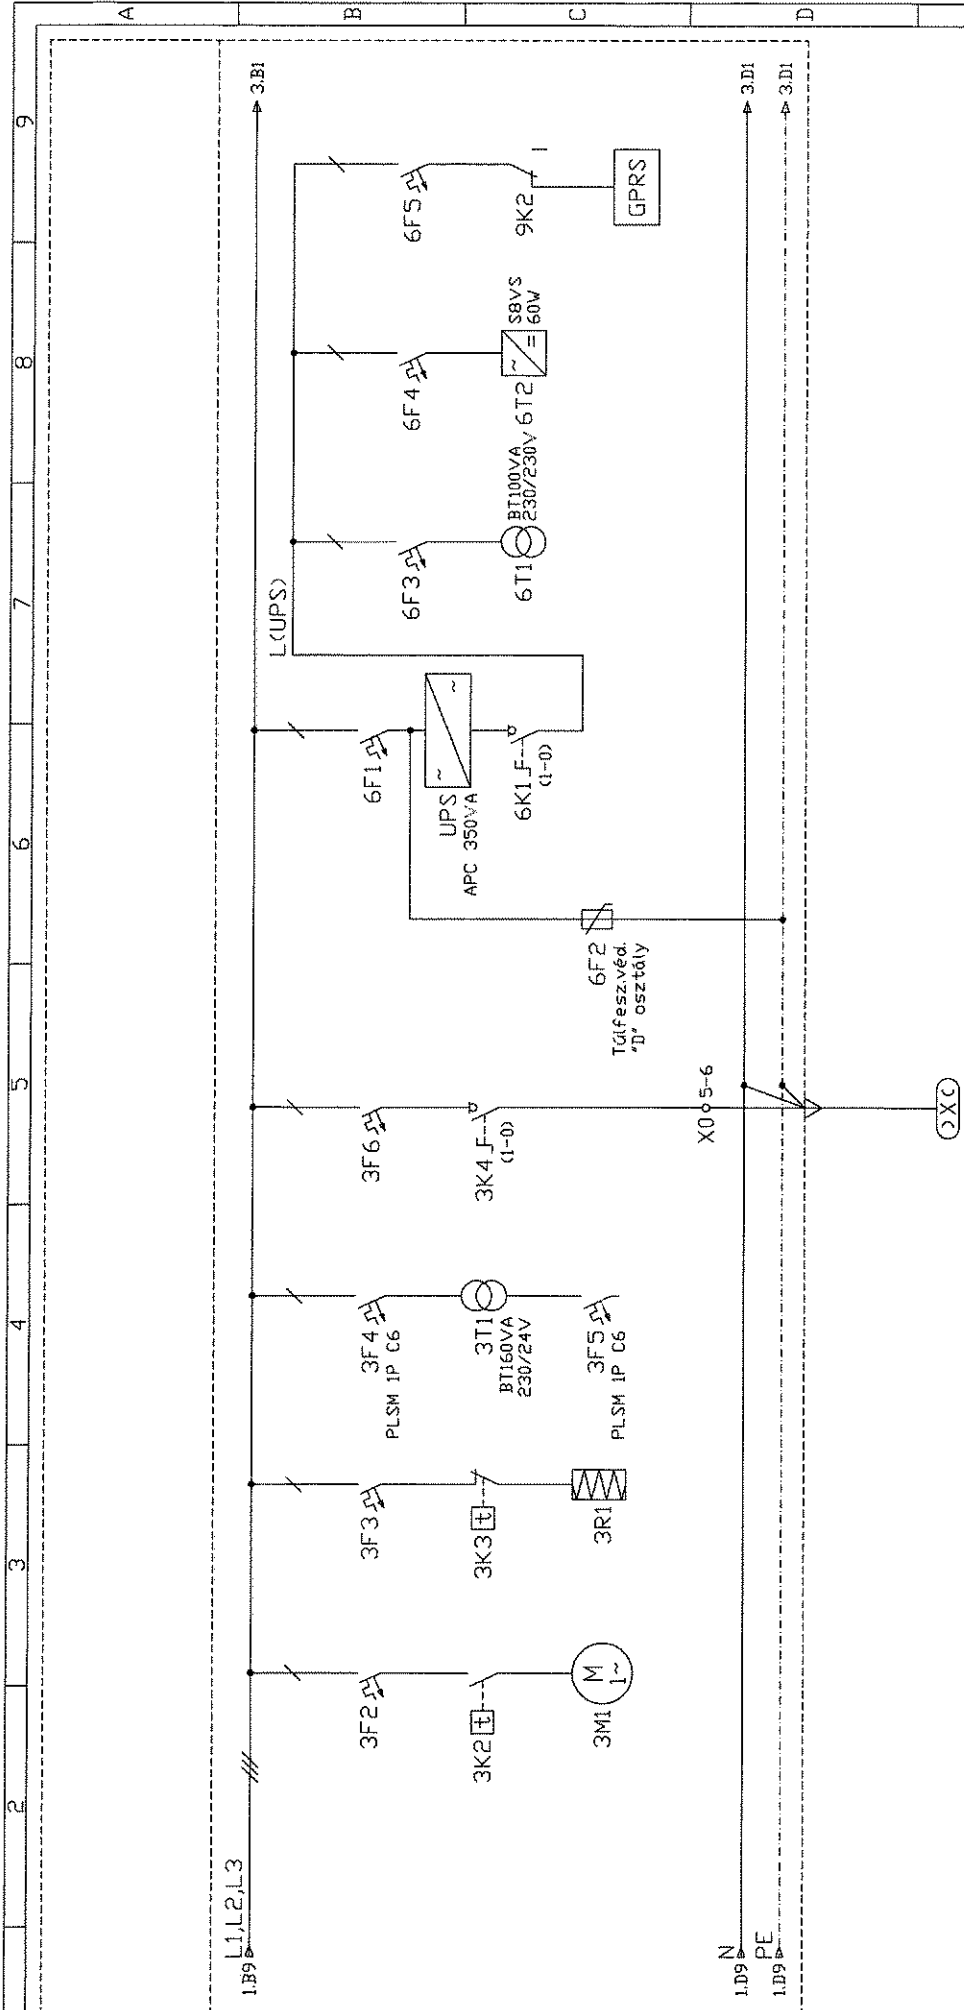 2
3
4
5
6
7
8
9
A
B
C
D
L1,L2,L3
1.B9
3.B1
3F2
3K2
t
3M1
M
1~
3F3
3K3
t
3R1
3F4
PLSM 1P C6
3T1
BT160VA
230/24V
3F5
PLSM 1P C6
3F6
3K4
(1-0)
X0
5-6
6F2
Túlfesz.véd.
"D" osztály
6F1
~
~
UPS
APC 350VA
6K1
(1-0)
L(UPS)
6F3
6T1
BT100VA
230/230V
6F4
6T2
~
=
S8VS
60W
6F5
9K2
GPRS
N
1.D9
3.D1
PE
1.D9
3.D1